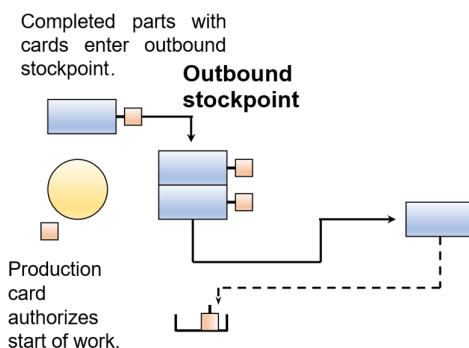 Completed parts with
cards enter outbound
stockpoint.
Outbound
stockpoint
Production
card
authorizes
start of work.